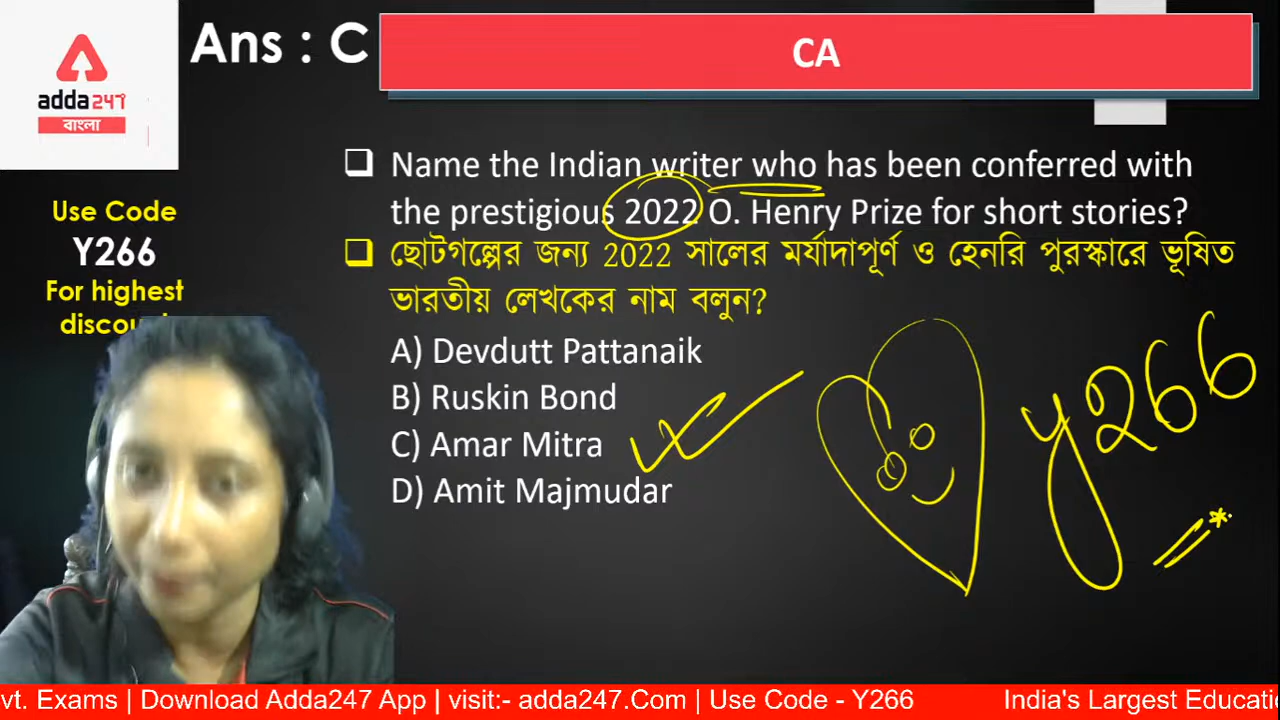 Ans : C
CA
adda247
বাংলা
Use Code
Y266
For highest
Name the Indian writer who has been conferred with
the prestigious 2022 O. Henry Prize for short stories?
ছোটগল্পের জন্য 2022 সালের মর্যাদাপূর্ণ ও হেনরি পুরস্কারে ভূষিত
ভারতীয় লেখকের নাম বলুন?
A) Devdutt Pattanaik
B) Ruskin Bond
C) Amar Mitra
D) Amit Majmudar
Y266
Exams | Download Adda247 App | visit:- adda247.Com | Use Code - Y266 India's Largest